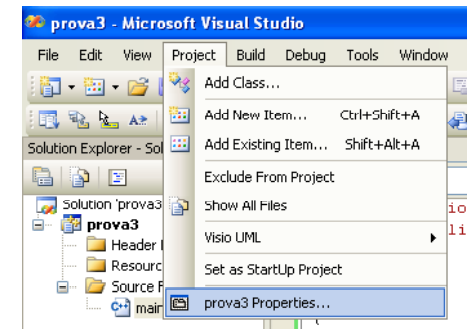 prova3 - Microsoft Visual Studio
File Edit View Project Build Debug Tools Window
Add Class...
Add New Item... Ctrl+Shift+A
Solution Explorer - Sol
Add Existing Item... Shift+Alt+A
Exclude From Project
Solution 'prova3
Show All Files
prova3
Header
Visio UML
Resourc
Set as StartUp Project
Source F
main
prova3 Properties...
io
li